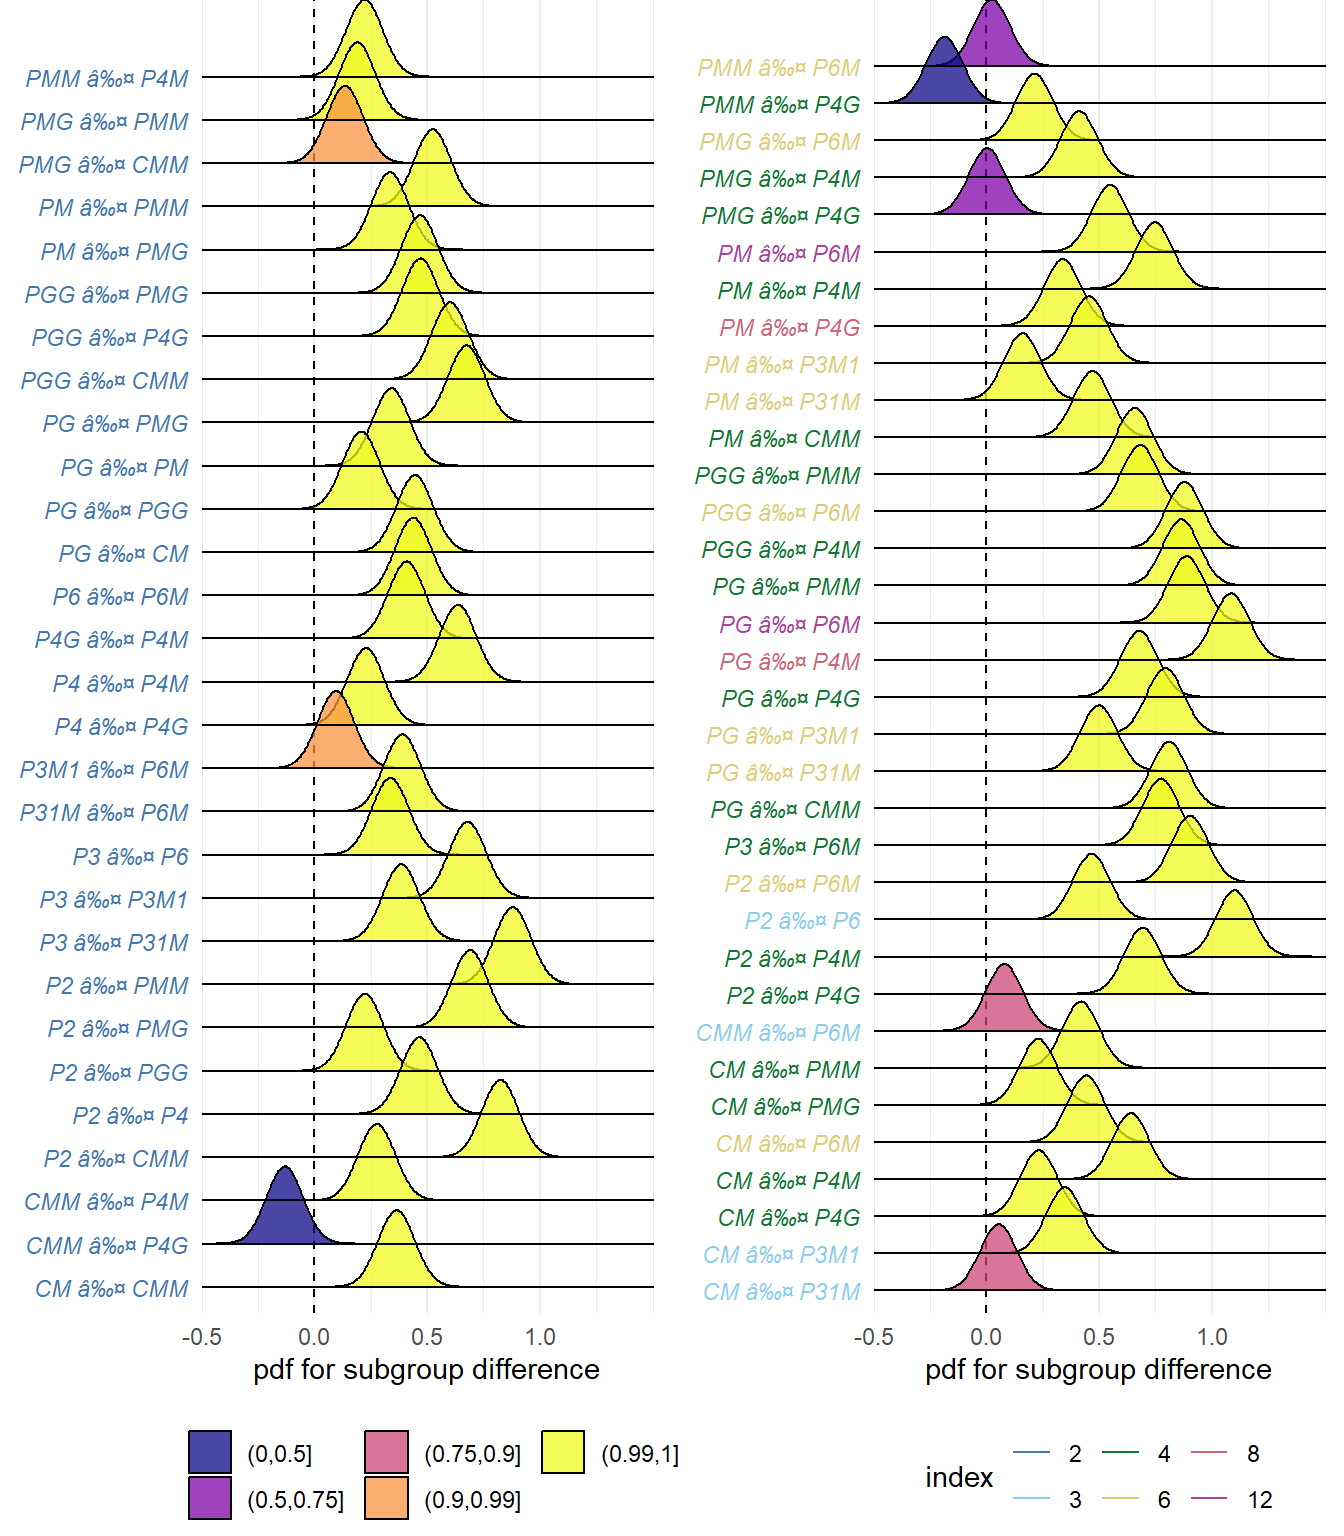 PMM â‰¤ P4M
PMG â‰¤ PMM
PMG â‰¤ CMM
PM â‰¤ PMM
PM â‰¤ PMG
PGG â‰¤ PMG
PGG â‰¤ P4G
PGG â‰¤ CMM
PG â‰¤ PMG
PG â‰¤ PM
PG â‰¤ PGG
PG â‰¤ CM
P6 â‰¤ P6M
P4G â‰¤ P4M
P4 â‰¤ P4M
P4 â‰¤ P4G
P3M1 â‰¤ P6M
P31M â‰¤ P6M
P3 â‰¤ P6
P3 â‰¤ P3M1
P3 â‰¤ P31M
P2 â‰¤ PMM
P2 â‰¤ PMG
P2 â‰¤ PGG
P2 â‰¤ P4
P2 â‰¤ CMM
CMM â‰¤ P4M
CMM â‰¤ P4G
CM â‰¤ CMM
-0.5 0.0 0.5 1.0
pdf for subgroup difference
PMM â‰¤ P6M
PMM â‰¤ P4G
PMG â‰¤ P6M
PMG â‰¤ P4M
PMG â‰¤ P4G
PM â‰¤ P6M
PM â‰¤ P4M
PM â‰¤ P4G
PM â‰¤ P3M1
PM â‰¤ P31M
PM â‰¤ CMM
PGG â‰¤ PMM
PGG â‰¤ P6M
PGG â‰¤ P4M
PG â‰¤ PMM
PG â‰¤ P6M
PG â‰¤ P4M
PG â‰¤ P4G
PG â‰¤ P3M1
PG â‰¤ P31M
PG â‰¤ CMM
P3 â‰¤ P6M
P2 â‰¤ P6M
P2 â‰¤ P6
P2 â‰¤ P4M
P2 â‰¤ P4G
CMM â‰¤ P6M
CM â‰¤ PMM
CM â‰¤ PMG
CM â‰¤ P6M
CM â‰¤ P4M
CM â‰¤ P4G
CM â‰¤ P3M1
CM â‰¤ P31M
-0.5 0.0 0.5 1.0
pdf for subgroup difference
(0,0.5] (0.75,0.9] (0.99,1]
(0.5,0.75] (0.9,0.99]
index
2 4 8
3 6 12